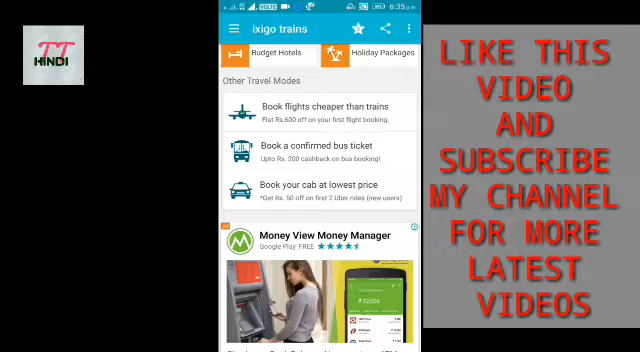 TT
HINDI
VOLTE
6:35 p.m.
ixigo trains
Budget Hotels
Holiday Packages
Other Travel Modes
Book flights cheaper than trains
Flat Rs.600 off on your first flight booking.
Book a confirmed bus ticket
Upto Rs. 200 cashback on bus booking!
Book your cab at lowest price
*Get Rs. 50 off on first 2 Uber rides (new users)
Ad
Money View Money Manager
Google Play FREE
LIKE THIS
VIDEO
AND
SUBSCRIBE
MY CHANNEL
FOR MORE
LATEST
VIDEOS